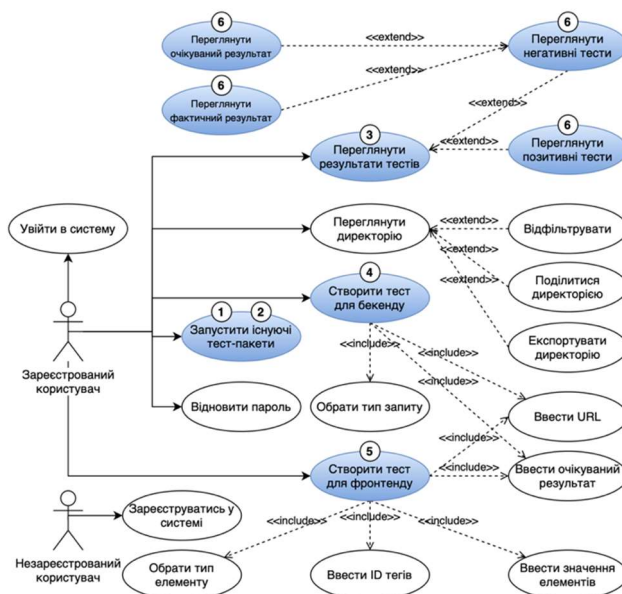 6
Переглянути
очікуваний результат
<<extend>>
6
Переглянути
негативні тести
<<extend>>
6
Переглянути
фактичний результат
<<extend>>
3
Переглянути
результати тестів
6
Переглянути
позитивні тести
<<extend>>
Увійти в систему
Переглянути
директорію
<<extend>>
Відфільтрувати
<<extend>>
4
Створити тест
для бекенду
<<extend>>
Поділитися
директорією
1
2
Запустити існуючі
тест-пакети
<<include>>
<<include>>
Експортувати
директорію
Зареєстрований
користувач
<<include>>
Відновити пароль
Обрати тип запиту
Ввести URL
<<include>>
5
Створити тест
для фронтенду
<<include>>
Ввести очікуваний
результат
Зареєструватись у
системі
<<include>>
<<include>>
<<include>>
Незареєстрований
користувач
Обрати тип
елементу
Ввести ID тегів
Ввести значення
елементів